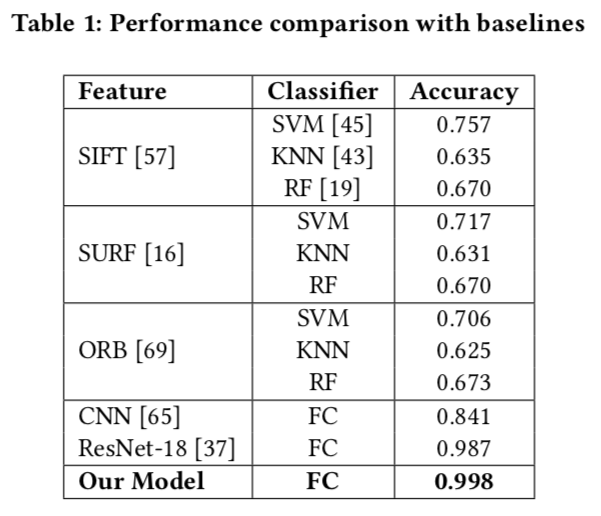 Table 1: Performance comparison with baselines
Feature Classifier Accuracy
SVM [45] 0.757
SIFT [57] KNN [43] 0.635
RF [19] 0.670
SVM 0.717
SURF [16] KNN 0.631
RF 0.670
SVM 0.706
ORB [69] KNN 0.625
RF 0.673
CNN [65] FC 0.841
ResNet-18 [37] FC 0.987
Our Model FC 0.998